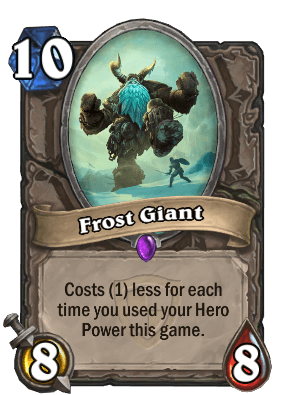 10
Frost Giant
Costs (1) less for each
time you used your Hero
Power this game.
8
8